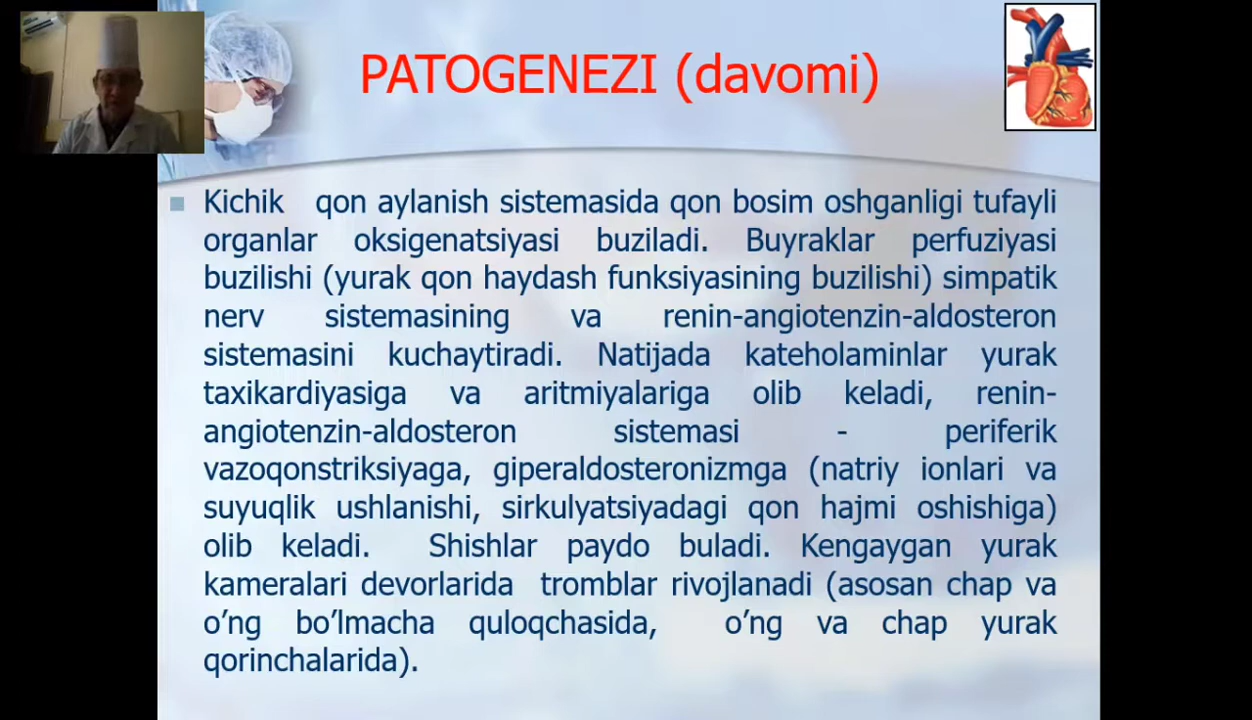 PATOGENEZI (davomi)
Kichik qon aylanish sistemasida qon bosim oshganligi tufayli
organlar oksigenatsiyasi buziladi. Buyraklar perfuziyasi
buzilishi (yurak qon haydash funksiyasining buzilishi) simpatik
nerv sistemasining va renin-angiotenzin-aldosteron
sistemasini kuchaytiradi. Natijada kateholaminlar yurak
taxikardiyasiga va aritmiyalariga olib keladi, renin-
angiotenzin-aldosteron sistemasi - periferik
vazoqonstriksiyaga, giperaldosteronizmga (natriy ionlari va
suyuqlik ushlanishi, sirkulyatsiyadagi qon hajmi oshishiga)
olib keladi. Shishlar paydo buladi. Kengaygan yurak
kameralari devorlarida tromblar rivojlanadi (asosan chap va
o’ng bo’lmacha quloqchasida, o’ng va chap yurak
qorinchalarida).